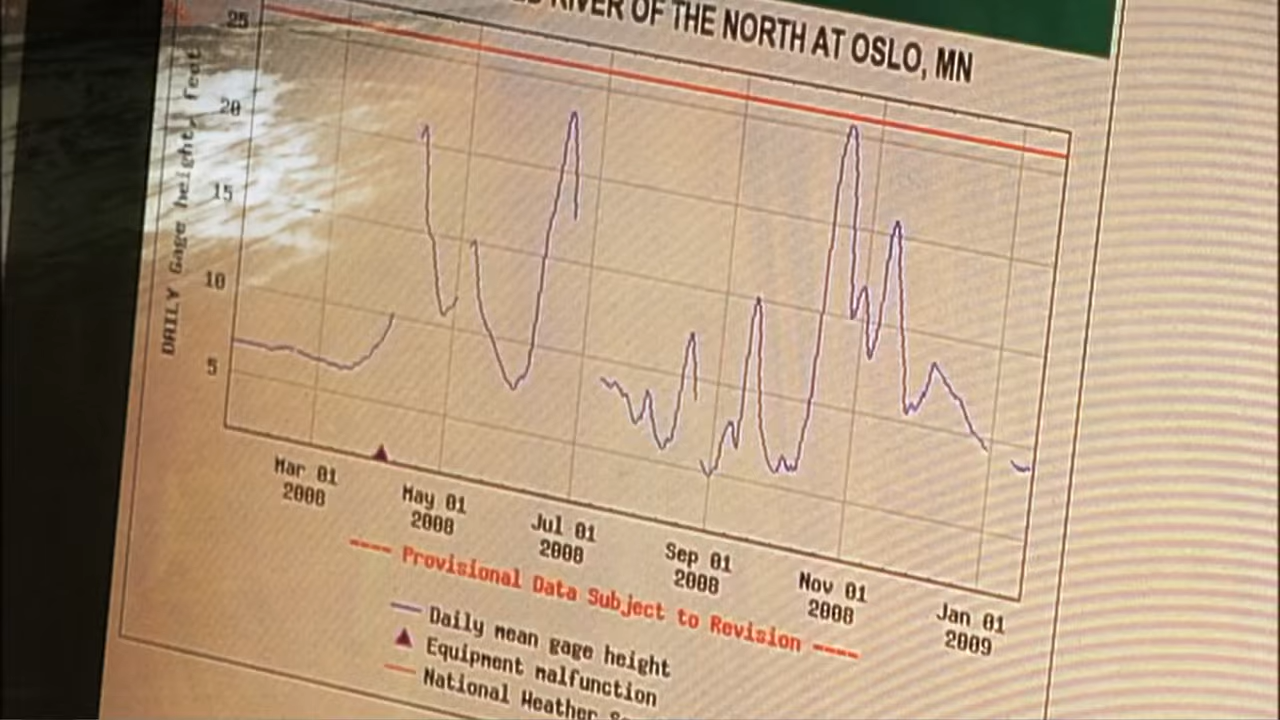 RIVER OF THE NORTH AT OSLO, MN
25
20
15
10
5
DAILY Gage height, feet
Mar 01
2008
May 01
2008
Jul 01
2008
Sep 01
2008
Nov 01
2008
Jan 01
2009
---- Provisional Data Subject to Revision ----
Daily mean gage height
Equipment malfunction
National Weather